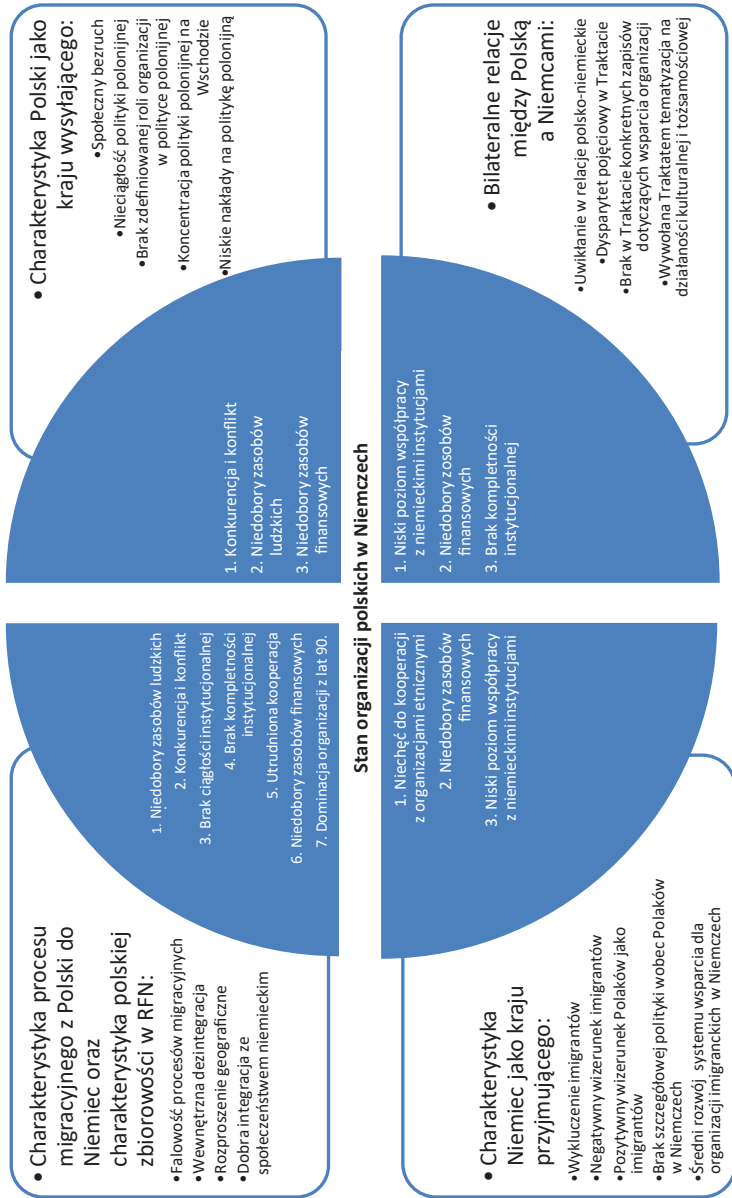 • Charakterystyka procesu
migracyjnego z Polski do
Niemiec oraz
charakterystyka polskiej
zbiorowości w RFN:
•Falowość procesów migracyjnych
•Wewnętrzna dezintegracja
•Rozproszenie geograficzne
•Dobra integracja ze
społeczeństwem niemieckim
1. Niedobory zasobów ludzkich
2. Konkurencja i konflikt
3. Brak ciągłości instytucjonalnej
4. Brak kompletności
instytucjonalnej
5. Utrudniona kooperacja
6. Niedobory zasobów finansowych
7. Dominacja organizacji z lat 90.
• Charakterystyka Polski jako
kraju wysyłającego:
•Społeczny bezruch
•Nieciągłość polityki polonijnej
•Brak zdefiniowanej roli organizacji
w polityce polonijnej
•Koncentracja polityki polonijnej na
Wschodzie
•Niskie nakłady na politykę polonijną
1. Konkurencja i konflikt
2. Niedobory zasobów
ludzkich
3. Niedobory zasobów
finansowych
Stan organizacji polskich w Niemczech
1. Niechęć do kooperacji
z organizacjami etnicznymi
2. Niedobory zasobów
finansowych
3. Niski poziom współpracy
z niemieckimi instytucjami
• Charakterystyka
Niemiec jako kraju
przyjmującego:
•Wykluczenie imigrantów
•Negatywny wizerunek imigrantów
•Pozytywny wizerunek Polaków jako
imigrantów
•Brak szczegółowej polityki wobec Polaków
w Niemczech
•Średni rozwój systemu wsparcia dla
organizacji imigranckich w Niemczech
1. Niski poziom współpracy
z niemieckimi instytucjami
2. Niedobory zosobów
finansowych
3. Brak kompletności
instytucjonalnej
• Bilateralne relacje
między Polską
a Niemcami:
•Uwikłanie w relacje polsko-niemieckie
•Dysparytet pojęciowy w Traktacie
•Brak w Traktacie konkretnych zapisów
dotyczących wsparcia organizacji
•Wywołana Traktatem tematyzacja na
działaności kulturalnej i tożsamościowej